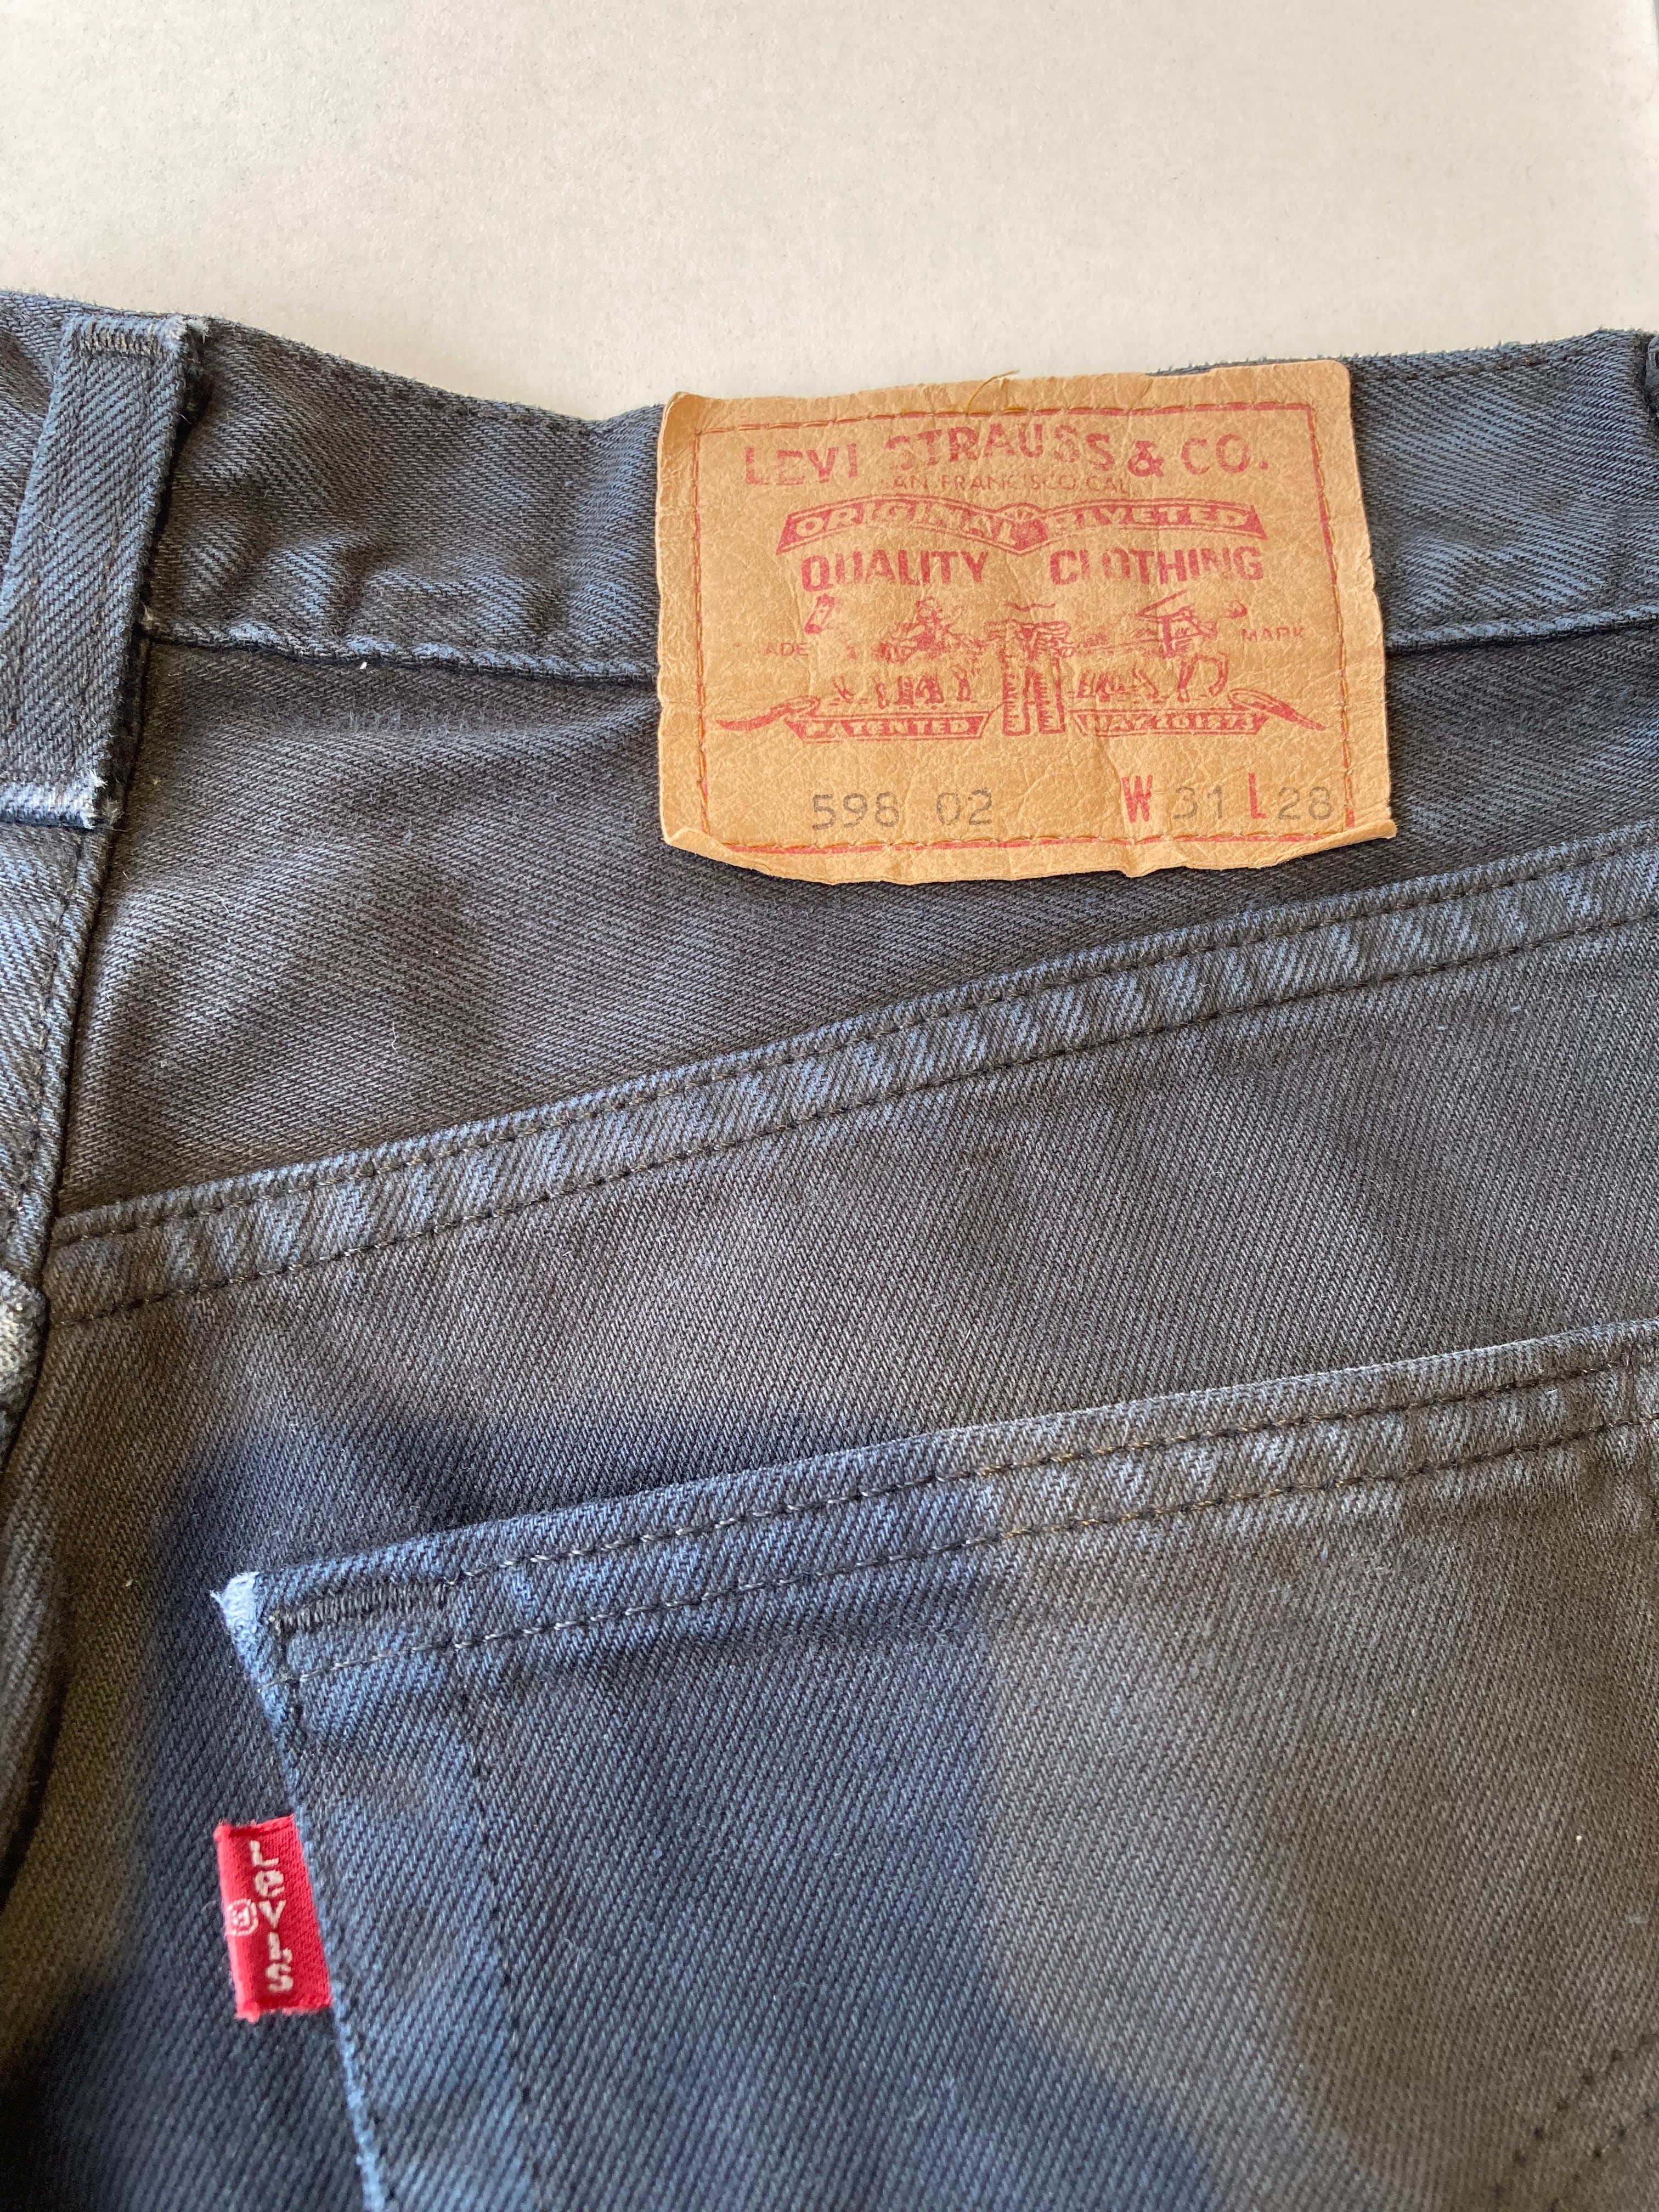 LEVI STRAUSS & CO.
SAN FRANCISCO CAL
ORIGINAL RIVETED
QUALITY CLOTHING
ADE MARK
PATENTED MAY 20 1873
598 02 W 31 L 28
LEVI'S
®